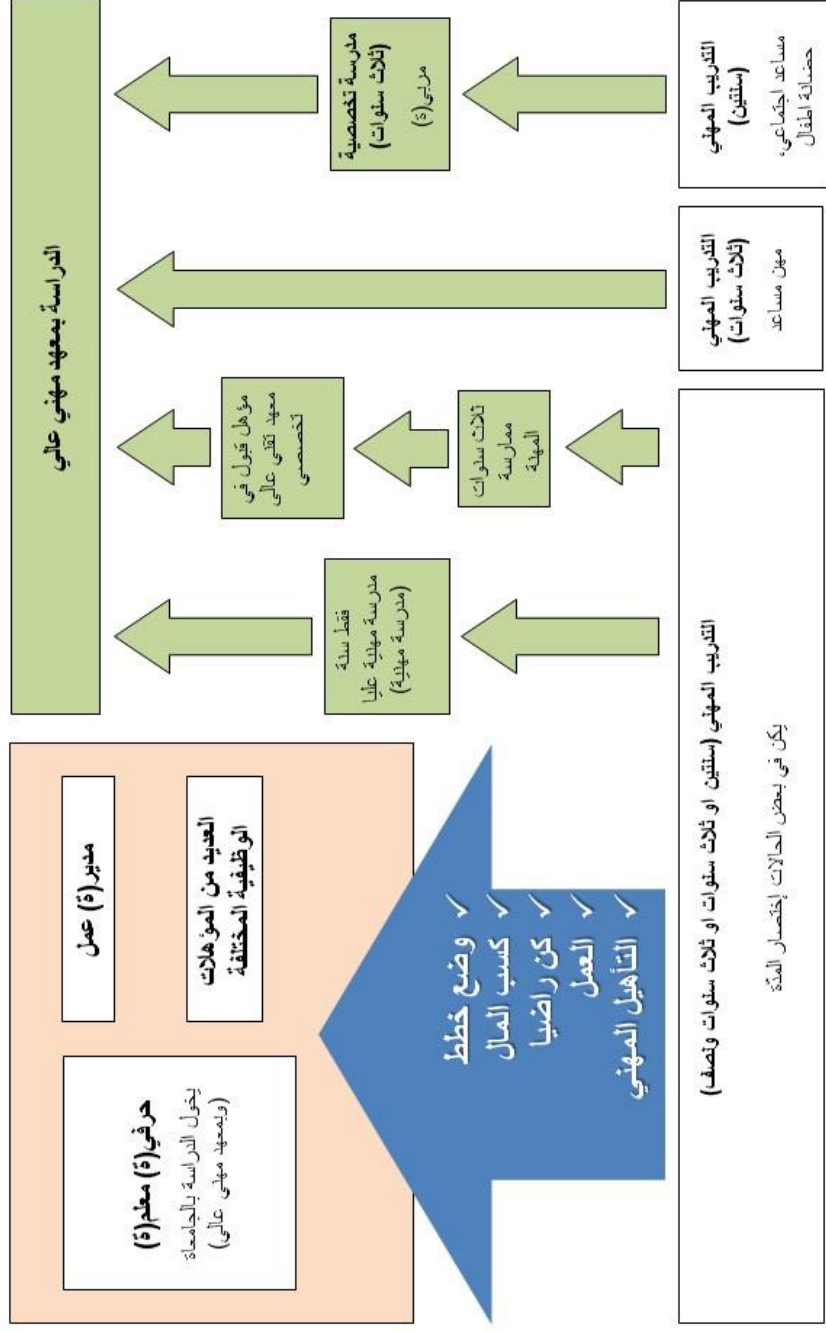 الدراسة بمعهد مهني عالي
مدرسة تخصصية
(ثلاث سنوات)
مربي(ة)
مؤهل قبول في
معهد تقني عالى
تخصصي
ثلاث سنوات
ممارسة
المهنة
فقط سنة
مدرسة مهنية عليا
(مدرسة مهنية)
مدير(ة) عمل
العديد من المؤهلات
الوظيفية المختلفة
حرفي(ة) معلم(ة)
يخول الدراسة بالجامعاة
(وبمعهد مهني عالي)
✓ وضع خطط
✓ كسب المال
✓ كن راضيا
✓ العمل
✓ التأهيل المهني
التدريب المهني
(سنتين)
مساعد اجتماعي،
حضانة اطفال
التدريب المهني
(ثلاث سنوات)
مهن مساعد
التدريب المهني (سنتين او ثلاث سنوات او ثلاث سنوات ونصف)
يكن في بعض الحالات إختصار المدّة